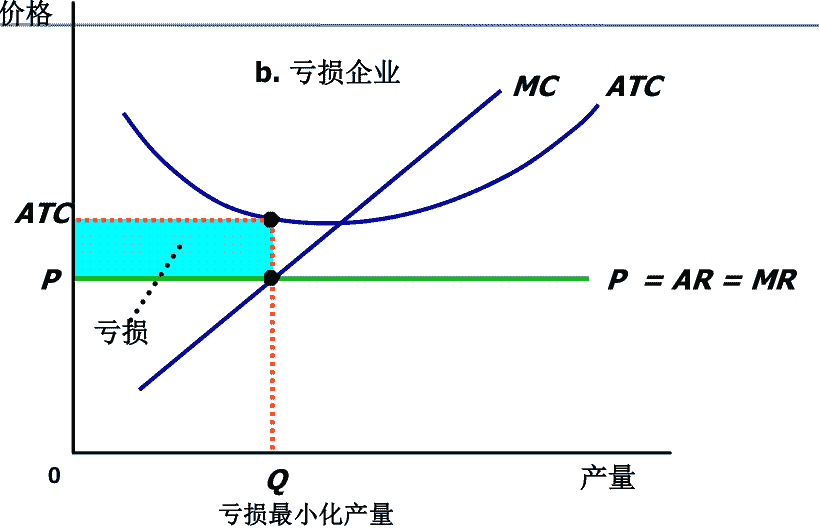 价格
b. 亏损企业
MC
ATC
ATC
P
P = AR = MR
亏损
0
Q
产量
亏损最小化产量